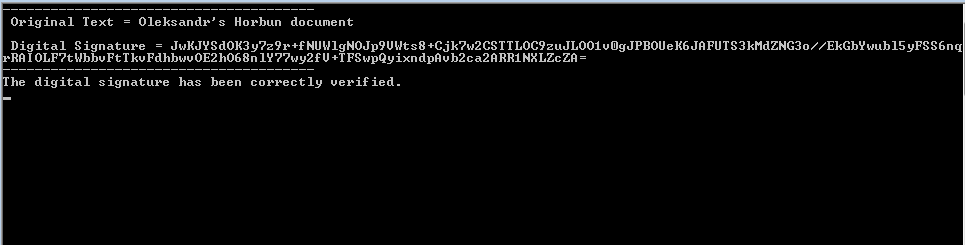 ---------------------------------------
Original Text = Oleksandr's Horbun document
Digital Signature = JwKJYSdOK3y7z9r+fNUWlgNOJp9VWts8+Cjk7w2CSTTLOC9zuJLOO1v0gJPBOUeK6JAFUTS3kMdZNG3o//EkGbYwubl5yFSS6nq
rRAIOLF7tWbbvFtTkvFdhbwvOE2hO68nlY77wy2fV+TFSwpQyixndpAvb2ca2ARR1NXLZcZA=
---------------------------------------
The digital signature has been correctly verified.